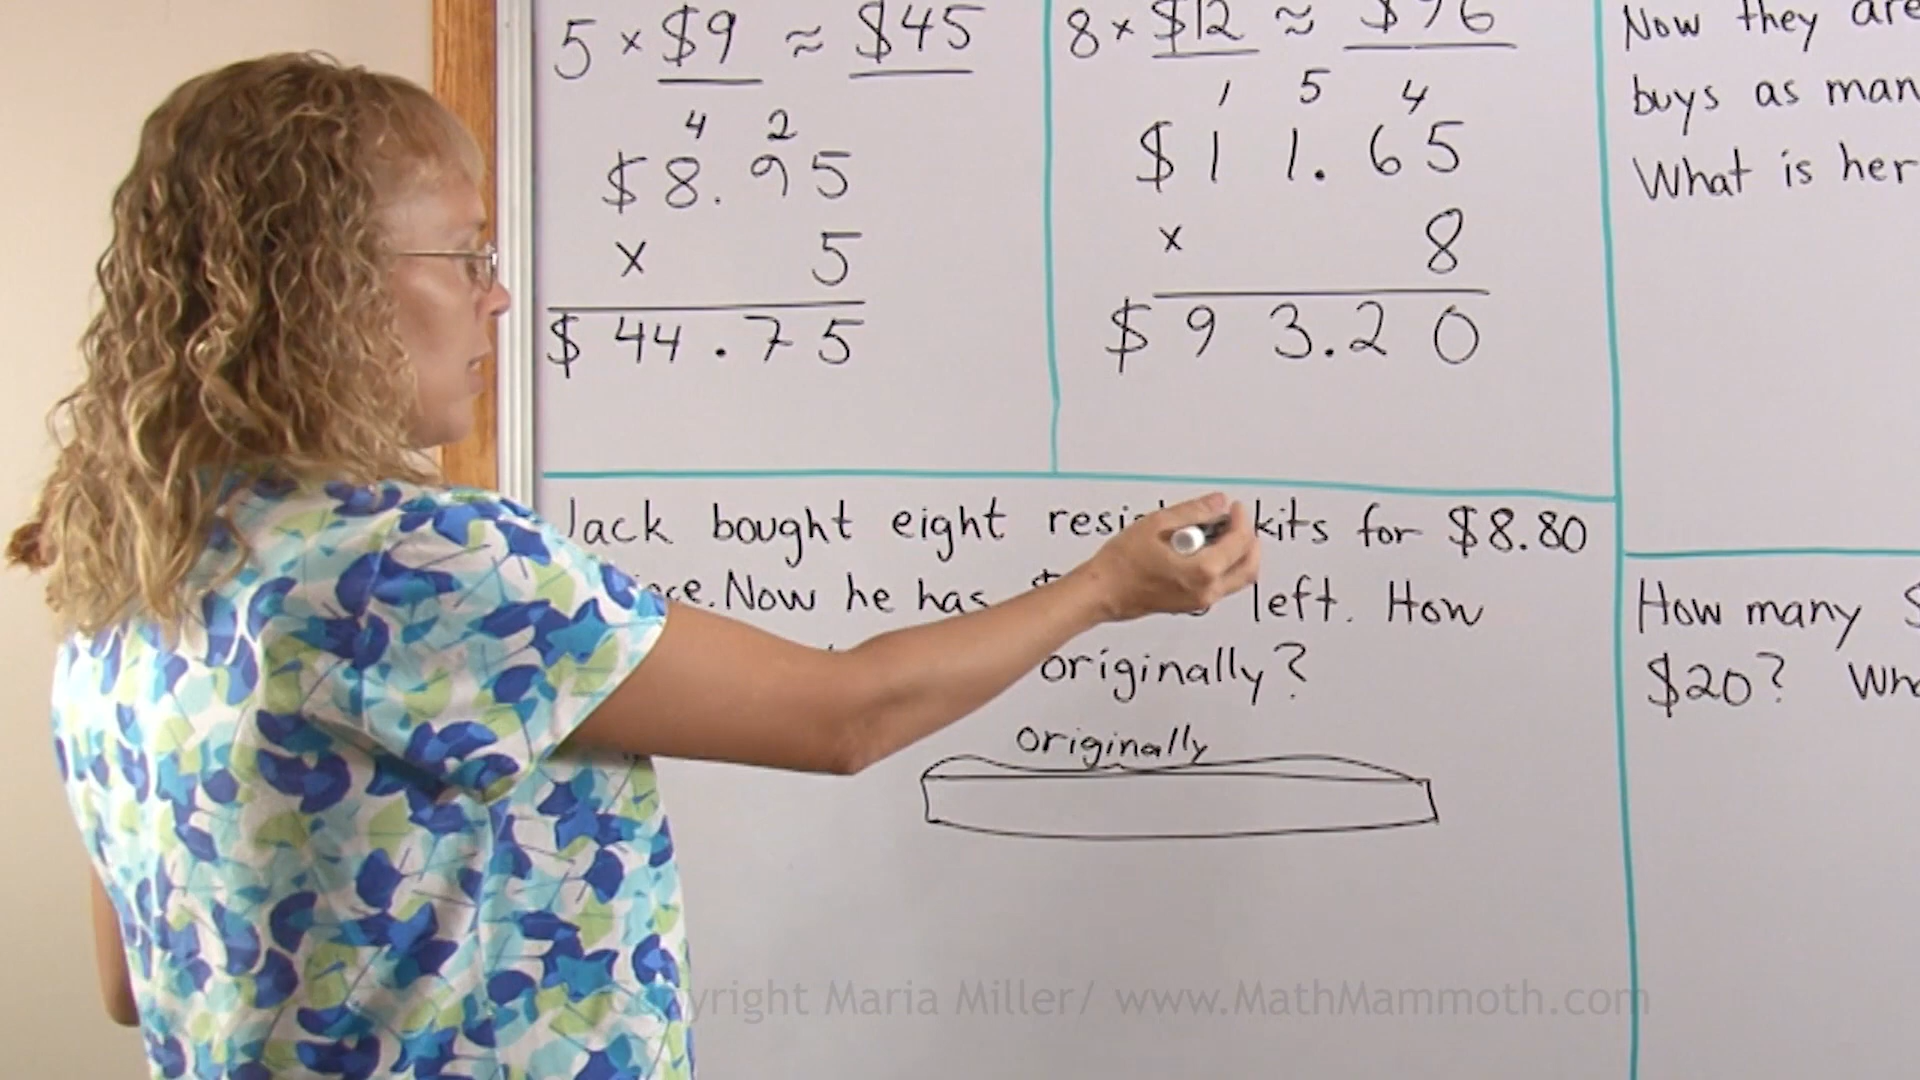 5 × $9 ≈ $45
4 2
$8.95
× 5
$44.75
8 × $12 ≈ $96
1 5 4
$11.65
× 8
$93.20
Now they are
buys as man
What is her
Jack bought eight kits for $8.80
Now he has left. How
originally?
originally
How many $
$20? Wh
Copyright Maria Miller/ www.MathMammoth.com